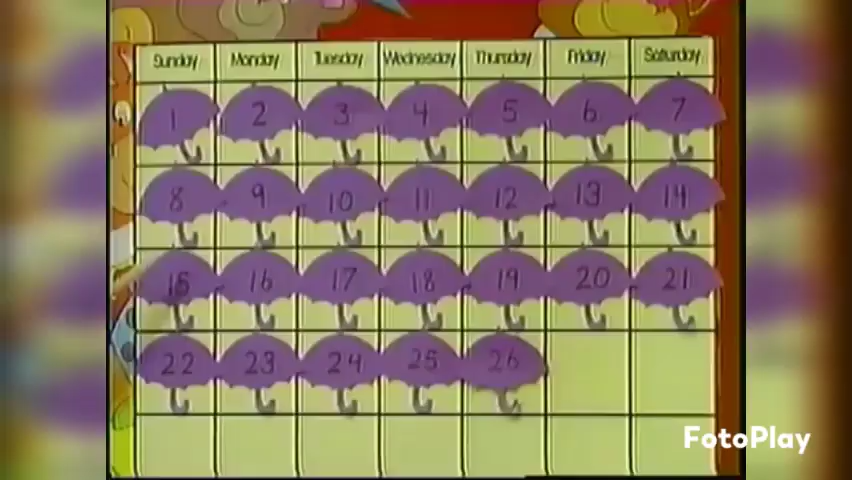 Sunday Monday Tuesday Wednesday Thursday Friday Saturday
1 2 3 4 5 6 7
8 9 10 11 12 13 14
15 16 17 18 19 20 21
22 23 24 25 26
FotoPlay